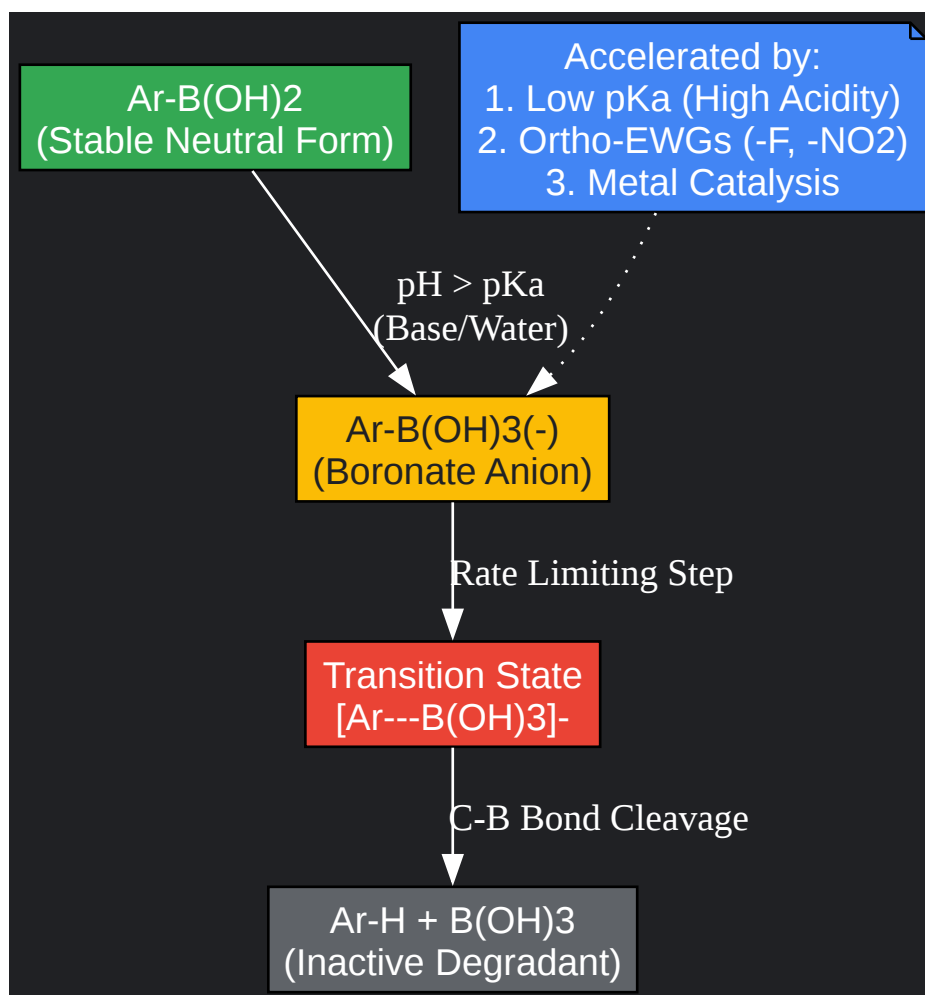 Ar-B(OH)2
(Stable Neutral Form)
Accelerated by:
1. Low pKa (High Acidity)
2. Ortho-EWGs (-F, -NO2)
3. Metal Catalysis
pH > pKa
(Base/Water)
Ar-B(OH)3(-)
(Boronate Anion)
Rate Limiting Step
Transition State
[Ar---B(OH)3]-
C-B Bond Cleavage
Ar-H + B(OH)3
(Inactive Degradant)